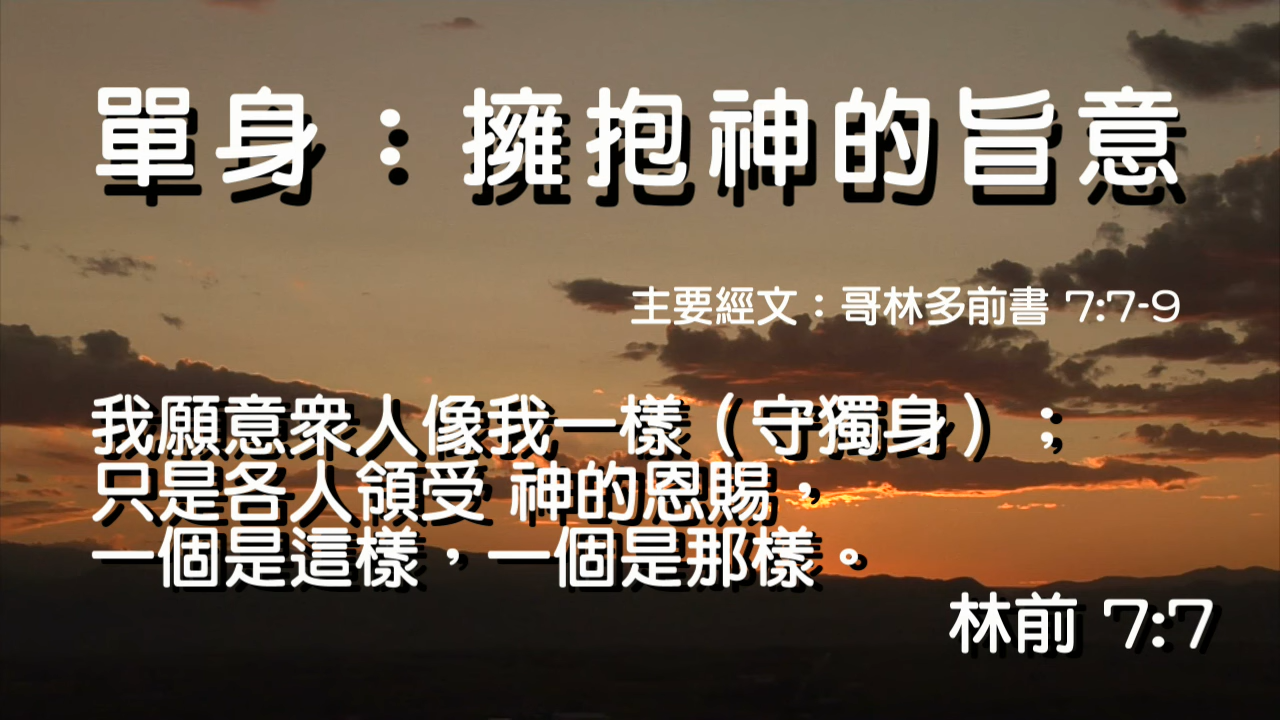 單身：擁抱神的旨意
主要經文：哥林多前書 7:7-9
我願意衆人像我一樣（守獨身）；
只是各人領受 神的恩賜，
一個是這樣，一個是那樣。
林前 7:7